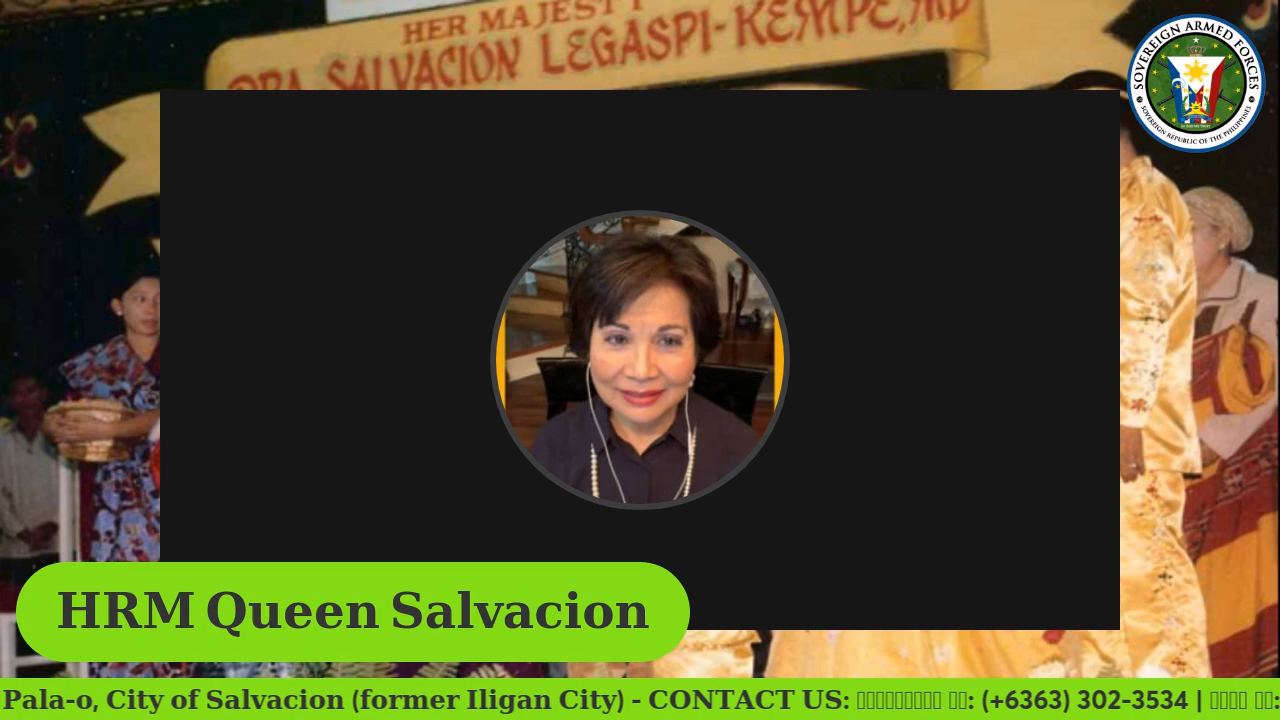 HER MAJESTY
DRA. SALVACION LEGASPI-KEMPE, MD
SOVEREIGN ARMED FORCES
SOVEREIGN REPUBLIC OF THE PHILIPPINES
HRM Queen Salvacion
Pala-o, City of Salvacion (former Iligan City) - CONTACT US: : (+6363) 302-3534 | :